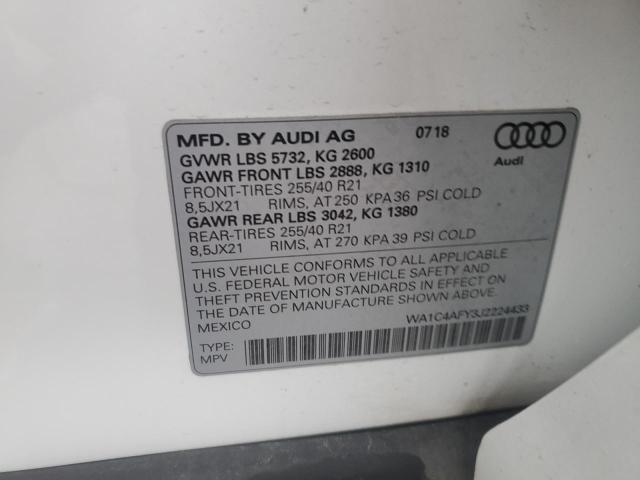 MFD. BY AUDI AG 0718
GVWR LBS 5732, KG 2600
GAWR FRONT LBS 2888, KG 1310
FRONT-TIRES 255/40 R21
8,5JX21 RIMS, AT 250 KPA 36 PSI COLD
GAWR REAR LBS 3042, KG 1380
REAR-TIRES 255/40 R21
8,5JX21 RIMS, AT 270 KPA 39 PSI COLD
Audi
THIS VEHICLE CONFORMS TO ALL APPLICABLE
U.S. FEDERAL MOTOR VEHICLE SAFETY AND
THEFT PREVENTION STANDARDS IN EFFECT ON
THE DATE OF MANUFACTURE SHOWN ABOVE.
MEXICO
WA1C4AFY3J2224433
TYPE:
MPV